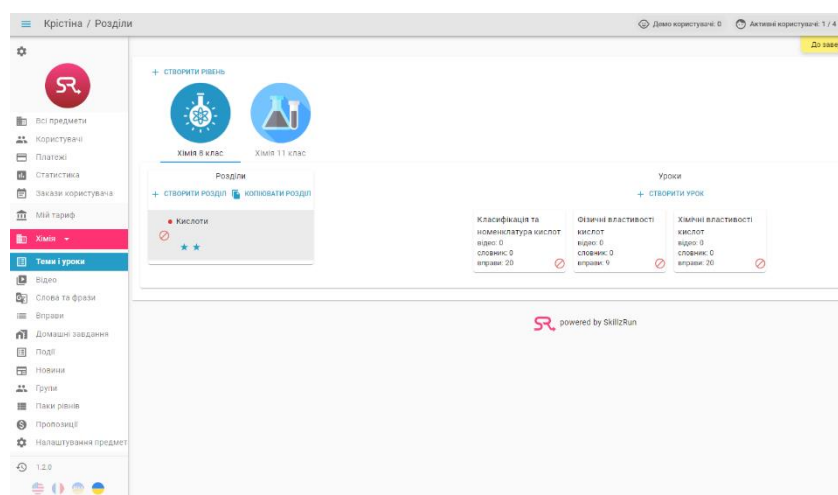 Крістіна / Розділи
Демо користувачі: 0
Активні користувачі: 1 / 4
До заве
SR
Всі предмети
Користувачі
Платежі
Статистика
Закази користувача
Мій тариф
Хімія
Теми і уроки
Відео
Слова та фрази
Вправи
Домашні завдання
Події
Новини
Групи
Паки рівнів
Пропозиції
Налаштування предмет
1.2.0
+ СТВОРИТИ РІВЕНЬ
Хімія 8 клас
Хімія 11 клас
Розділи
+ СТВОРИТИ РОЗДІЛ
КОПІЮВАТИ РОЗДІЛ
Кислоти
Уроки
+ СТВОРИТИ УРОК
Класифікація та
номенклатура кислот
відео: 0
словник: 0
вправи: 20
Фізичні властивості
кислот
відео: 0
словник: 0
вправи: 9
Хімічні властивості
кислот
відео: 0
словник: 0
вправи: 20
SR powered by SkillzRun